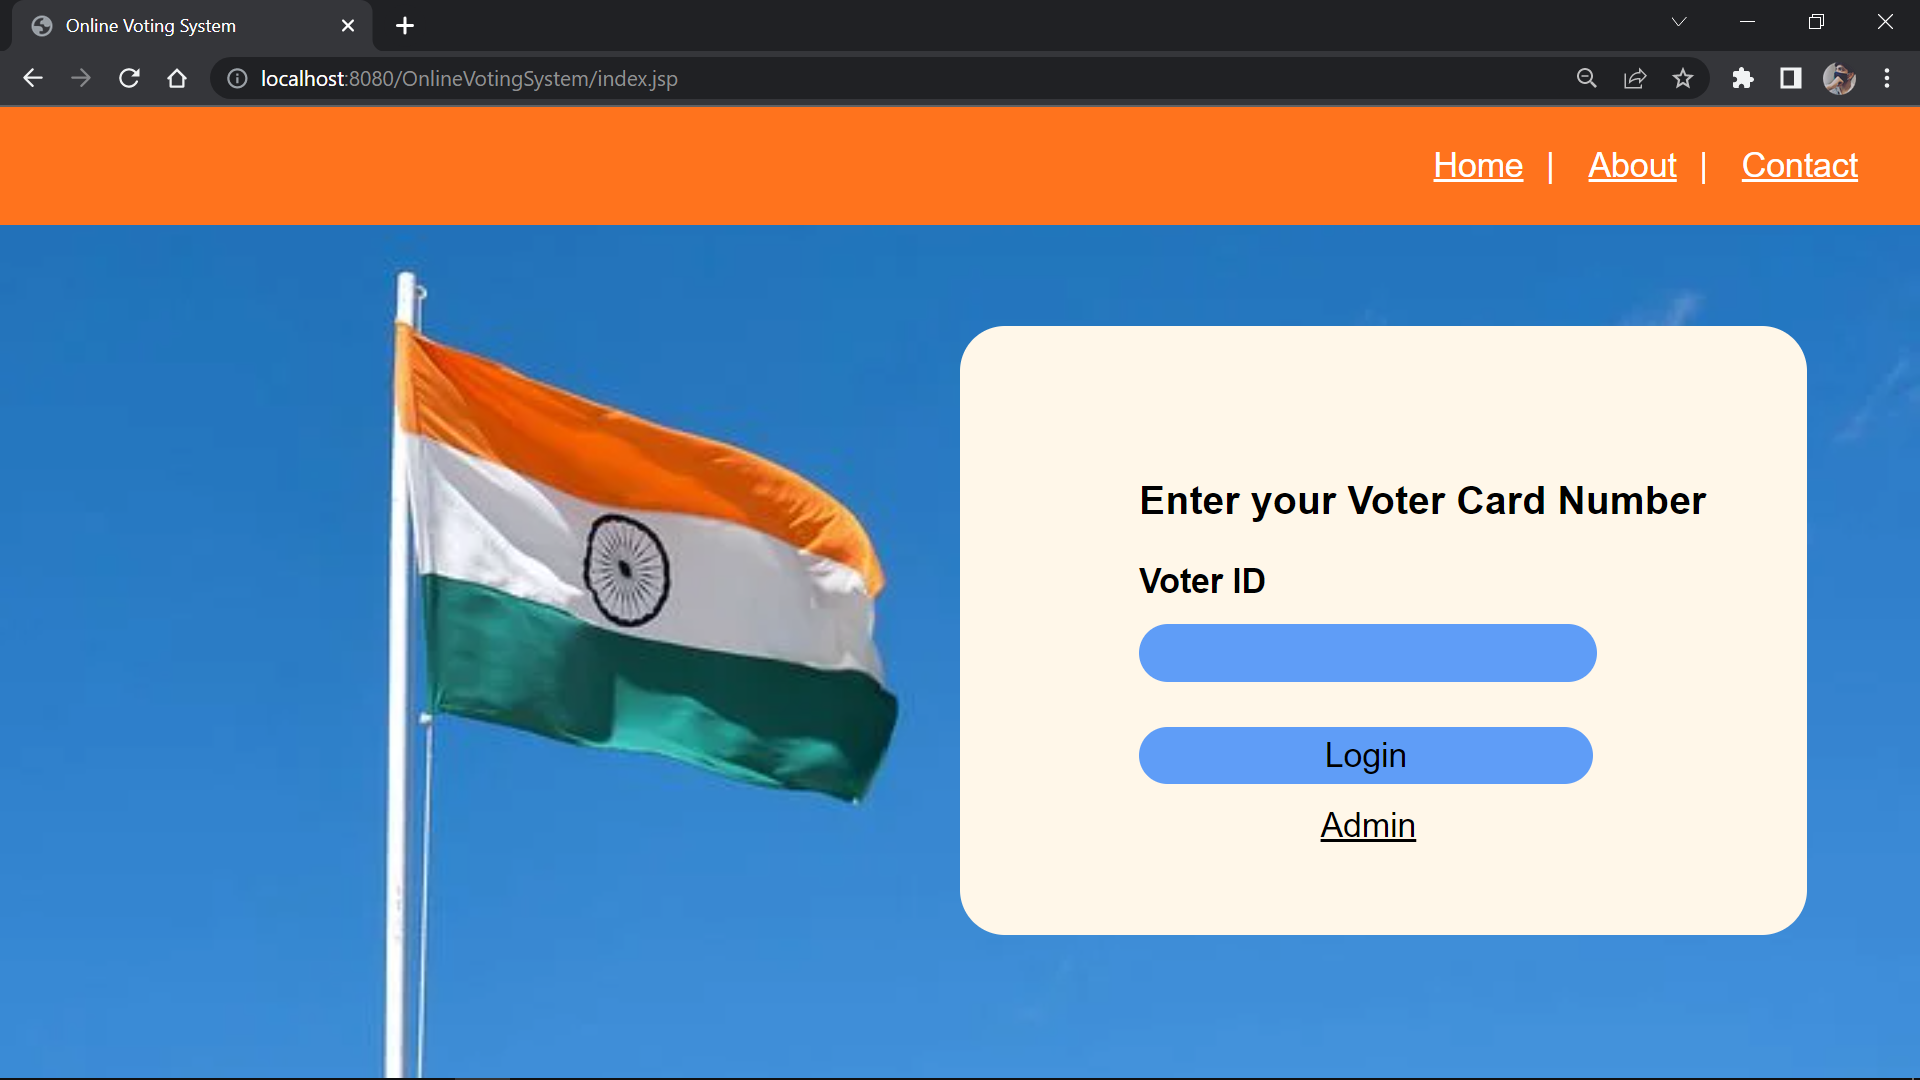 Online Voting System
localhost:8080/OnlineVotingSystem/index.jsp
Home | About | Contact
Enter your Voter Card Number
Voter ID
Login
Admin